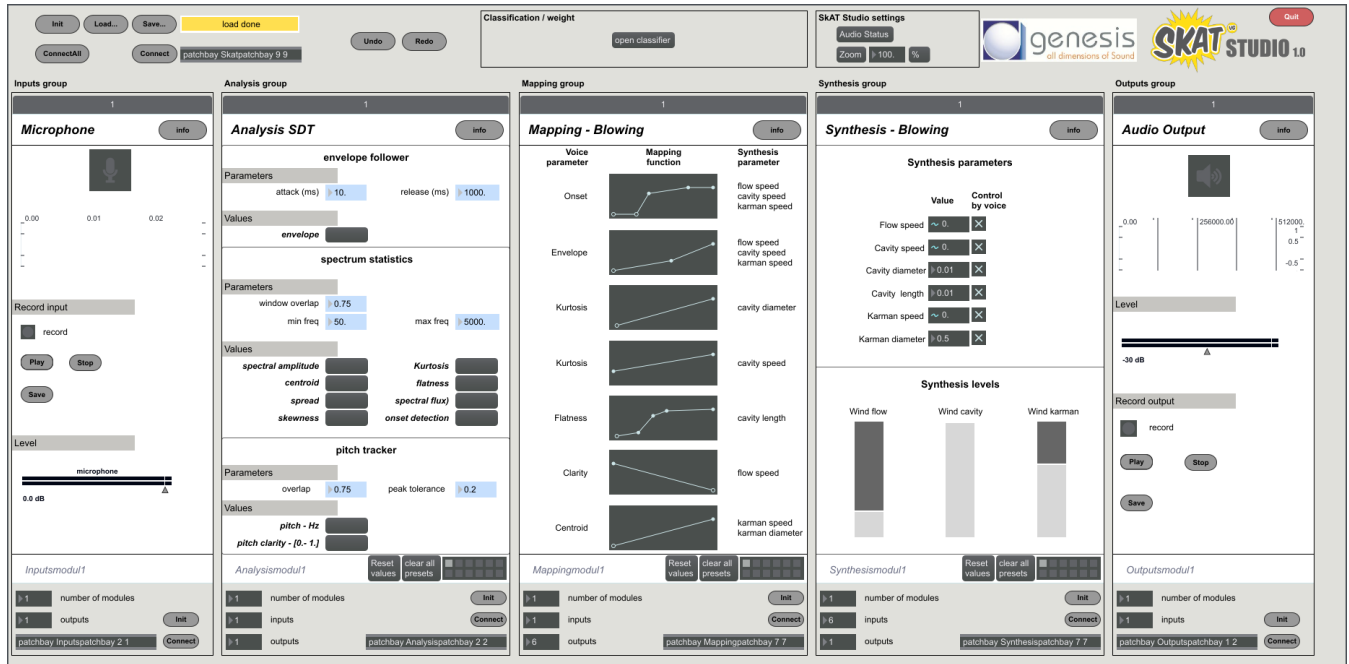 Init Load... Save... load done
ConnectAll Connect patchbay Skatpatchbay 9 9
Undo Redo
Classification / weight
open classifier
SkAT Studio settings
Audio Status
Zoom 100. %
genesis
all dimensions of Sound
SKAT VE STUDIO 1.0
Quit
Inputs group
1
Microphone info
0.00 0.01 0.02
Record input
record
Play Stop
Save
Level
microphone
0.0 dB
Inputsmodul1
1 number of modules
1 outputs Init
patchbay Inputspatchbay 2 1 Connect
Analysis group
1
Analysis SDT info
envelope follower
Parameters
attack (ms) 10. release (ms) 1000.
Values
envelope
spectrum statistics
Parameters
window overlap 0.75
min freq 50. max freq 5000.
Values
spectral amplitude Kurtosis
centroid flatness
spread spectral flux)
skewness onset detection
pitch tracker
Parameters
overlap 0.75 peak tolerance 0.2
Values
pitch - Hz
pitch clarity - [0.- 1.]
Analysismodul1 Reset values clear all presets
1 number of modules Init
1 inputs Connect
1 outputs patchbay Analysispatchbay 2 2
Mapping group
1
Mapping - Blowing info
Voice parameter Mapping function Synthesis parameter
Onset flow speed
cavity speed
karman speed
Envelope flow speed
cavity speed
karman speed
Kurtosis cavity diameter
Kurtosis cavity speed
Flatness cavity length
Clarity flow speed
Centroid karman speed
karman diameter
Mappingmodul1 Reset values clear all presets
1 number of modules Init
1 inputs Connect
6 outputs patchbay Mappingpatchbay 7 7
Synthesis group
1
Synthesis - Blowing info
Synthesis parameters
Value Control by voice
Flow speed 0.
Cavity speed 0.
Cavity diameter 0.01
Cavity length 0.01
Karman speed 0.
Karman diameter 0.5
Synthesis levels
Wind flow Wind cavity Wind karman
Synthesismodul1 Reset values clear all presets
1 number of modules Init
6 inputs Connect
1 outputs patchbay Synthesispatchbay 7 7
Outputs group
1
Audio Output info
0.00 256000.00 512000.
1
0.5
-0.5
Level
-30 dB
Record output
record
Play Stop
Save
Outputsmodul1
1 number of modules
1 inputs Init
patchbay Outputspatchbay 1 2 Connect